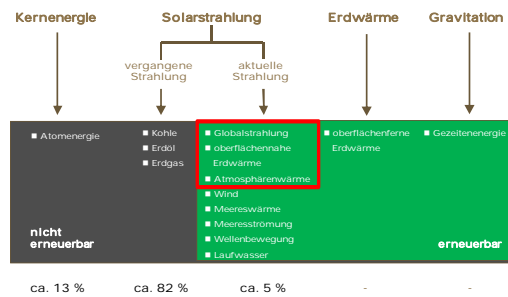 Kernenergie
Solarstrahlung
Erdwärme
Gravitation
vergangene
Strahlung
aktuelle
Strahlung
Atomenergie
Kohle
Erdöl
Erdgas
Globalstrahlung
oberflächennahe
Erdwärme
Atmosphärenwärme
Wind
Meereswärme
Meeresströmung
Wellenbewegung
Laufwasser
oberflächenferne
Erdwärme
Gezeitenenergie
nicht
erneuerbar
erneuerbar
ca. 13 %
ca. 82 %
ca. 5 %
-
-